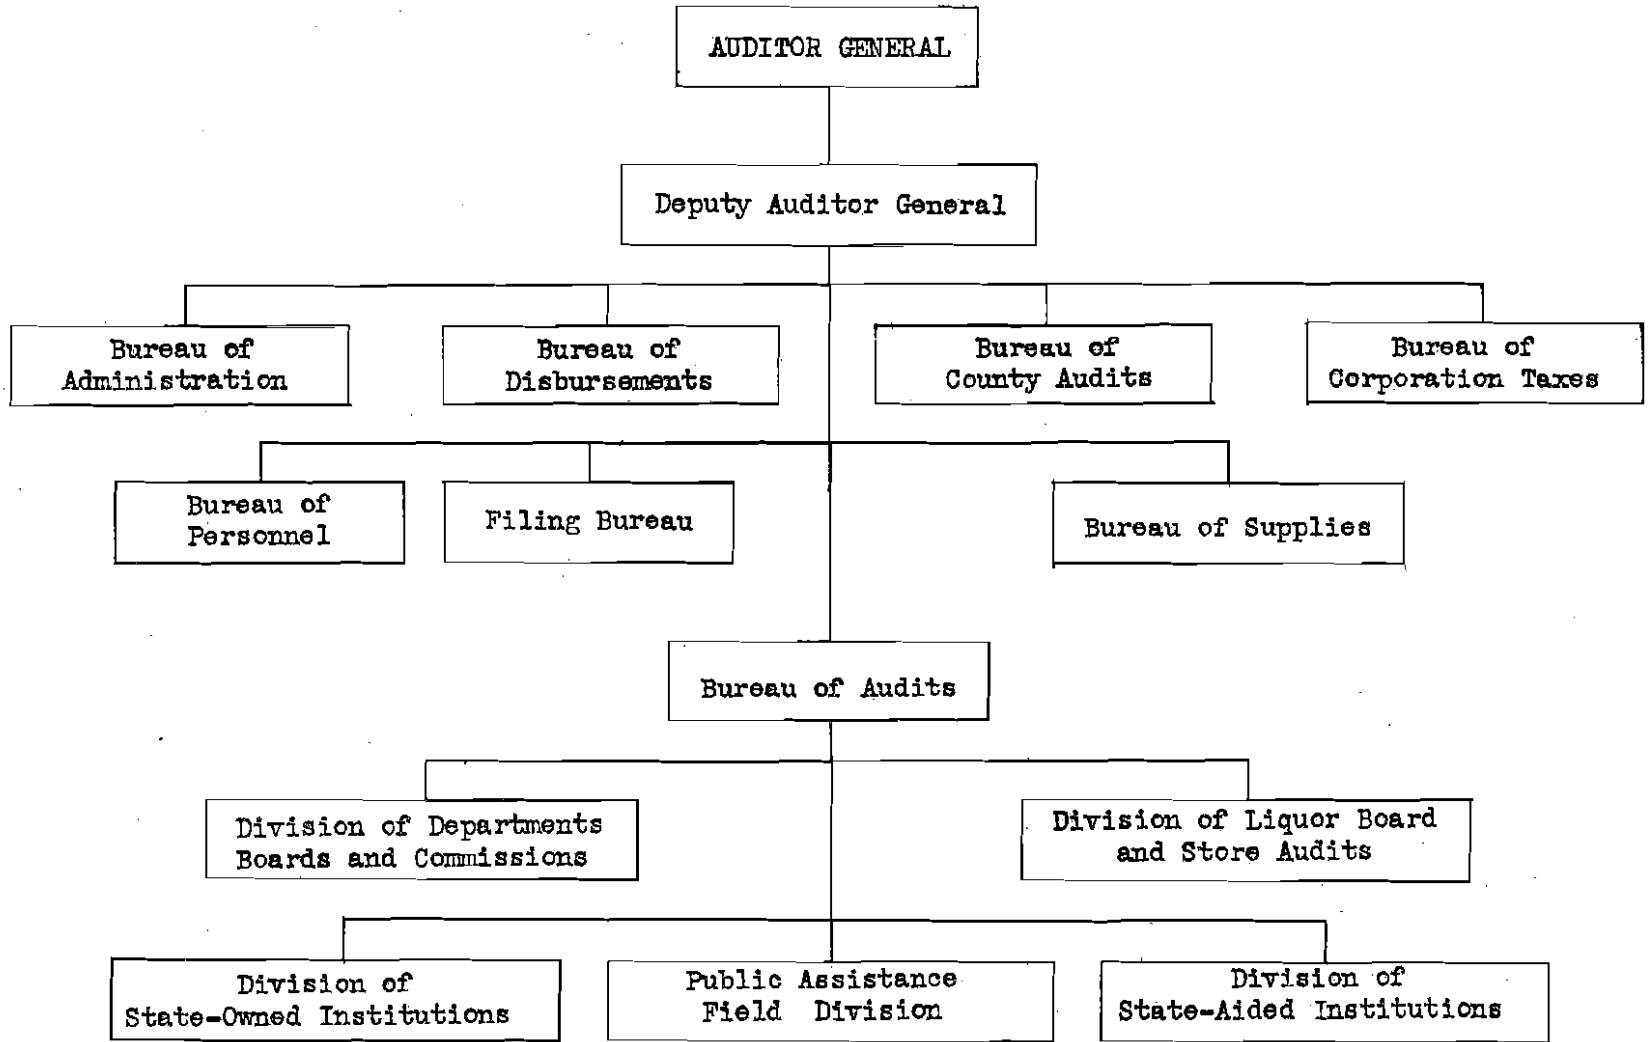 AUDITOR GENERAL
Deputy Auditor General
Bureau of
Administration
Bureau of
Disbursements
Bureau of
County Audits
Bureau of
Corporation Taxes
Bureau of
Personnel
Filing Bureau
Bureau of Supplies
Bureau of Audits
Division of Departments
Boards and Commissions
Division of Liquor Board
and Store Audits
Division of
State-Owned Institutions
Public Assistance
Field Division
Division of
State-Aided Institutions